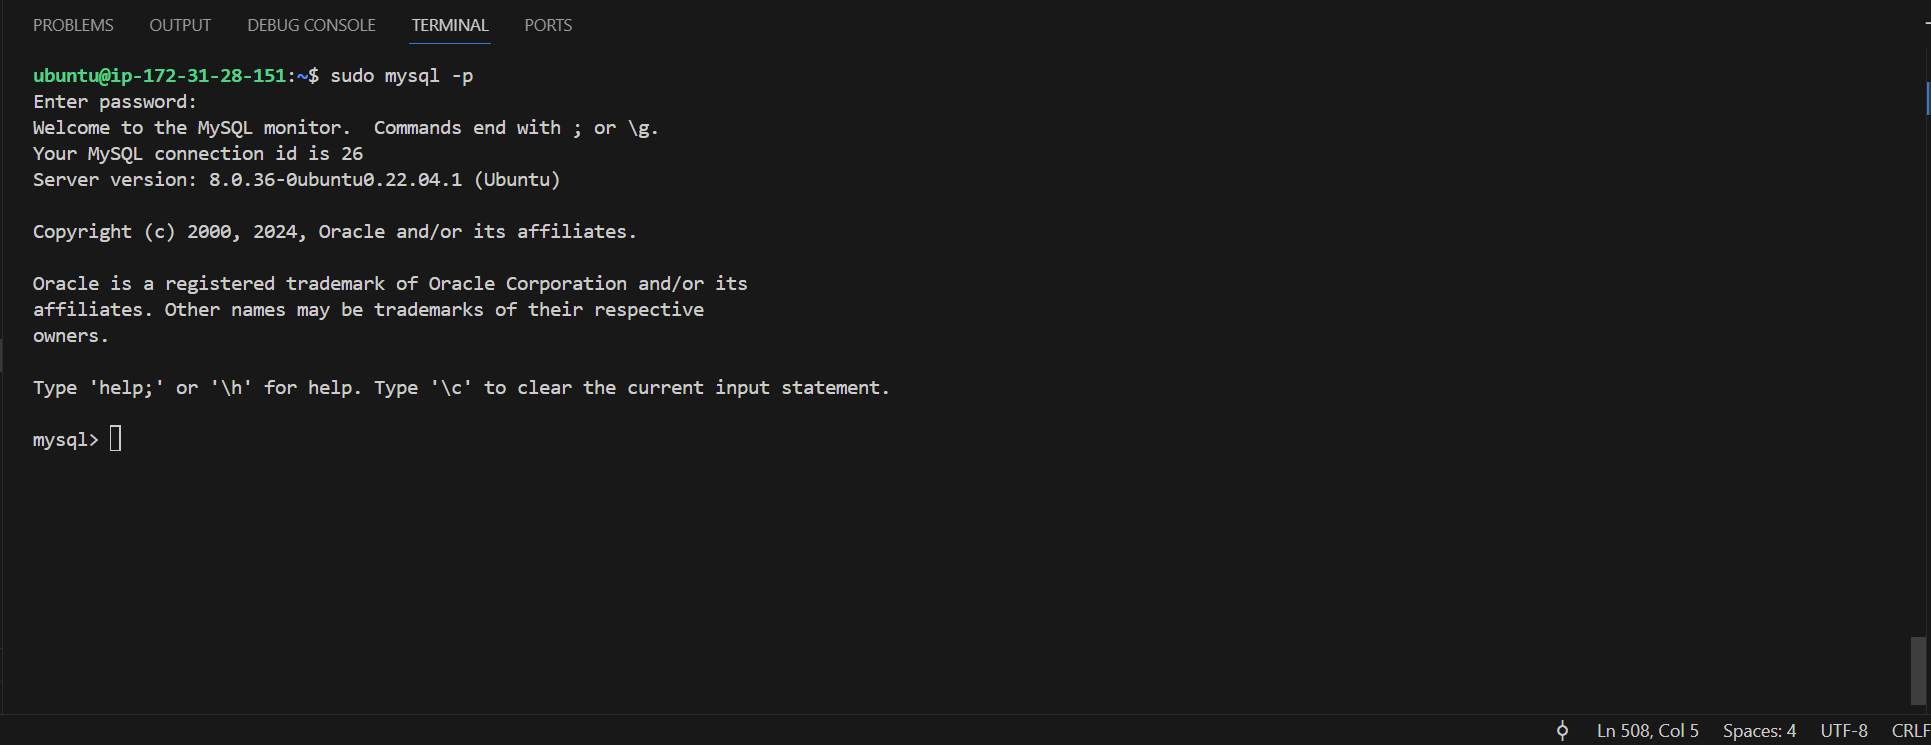 PROBLEMS OUTPUT DEBUG CONSOLE TERMINAL PORTS
ubuntu@ip-172-31-28-151:~$ sudo mysql -p
Enter password:
Welcome to the MySQL monitor.  Commands end with ; or \g.
Your MySQL connection id is 26
Server version: 8.0.36-0ubuntu0.22.04.1 (Ubuntu)
Copyright (c) 2000, 2024, Oracle and/or its affiliates.
Oracle is a registered trademark of Oracle Corporation and/or its
affiliates. Other names may be trademarks of their respective
owners.
Type 'help;' or '\h' for help. Type '\c' to clear the current input statement.
mysql>
Ln 508, Col 5 Spaces: 4 UTF-8 CRLF